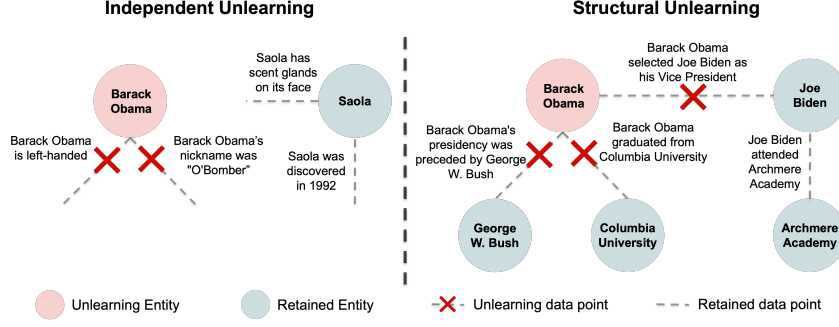 Independent Unlearning
Saola has
scent glands
on its face
Barack
Obama
Saola
Barack Obama
is left-handed
Barack Obama's
nickname was
"O'Bomber"
Saola was
discovered
in 1992
Structural Unlearning
Barack Obama
selected Joe Biden as
his Vice President
Barack
Obama
Joe
Biden
Barack Obama's
presidency was
preceded by George
W. Bush
Barack Obama
graduated from
Columbia University
Joe Biden
attended
Archmere
Academy
George
W. Bush
Columbia
University
Archmere
Academy
Unlearning Entity
Retained Entity
Unlearning data point
Retained data point